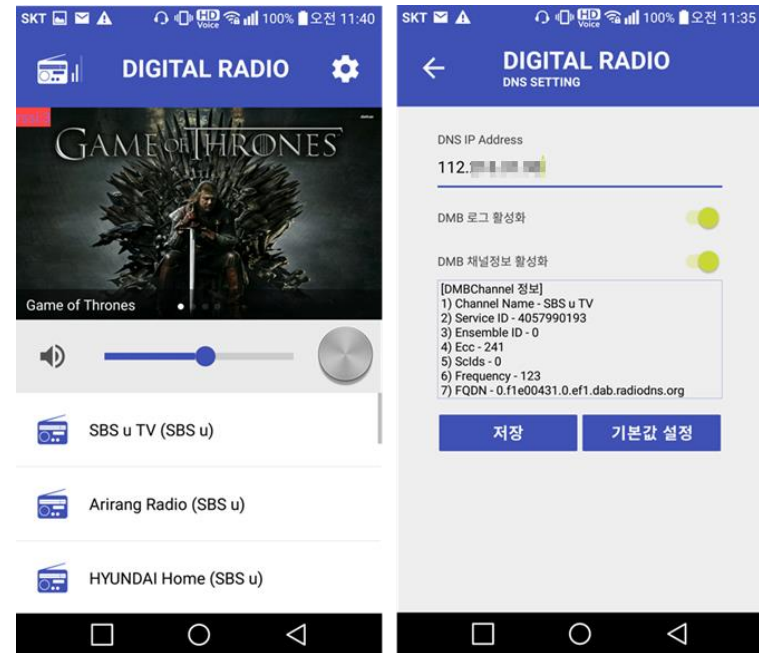 SKT HD Voice 100% 오전 11:40
DIGITAL RADIO
GAME OF THRONES
Game of Thrones
SBS u TV (SBS u)
Arirang Radio (SBS u)
HYUNDAI Home (SBS u)
SKT HD Voice 100% 오전 11:35
DIGITAL RADIO
DNS SETTING
DNS IP Address
112.
DMB 로그 활성화
DMB 채널정보 활성화
[DMBChannel 정보]
1) Channel Name - SBS u TV
2) Service ID - 4057990193
3) Ensemble ID - 0
4) Ecc - 241
5) ScIds - 0
6) Frequency - 123
7) FQDN - 0.f1e00431.0.ef1.dab.radiodns.org
저장 기본값 설정